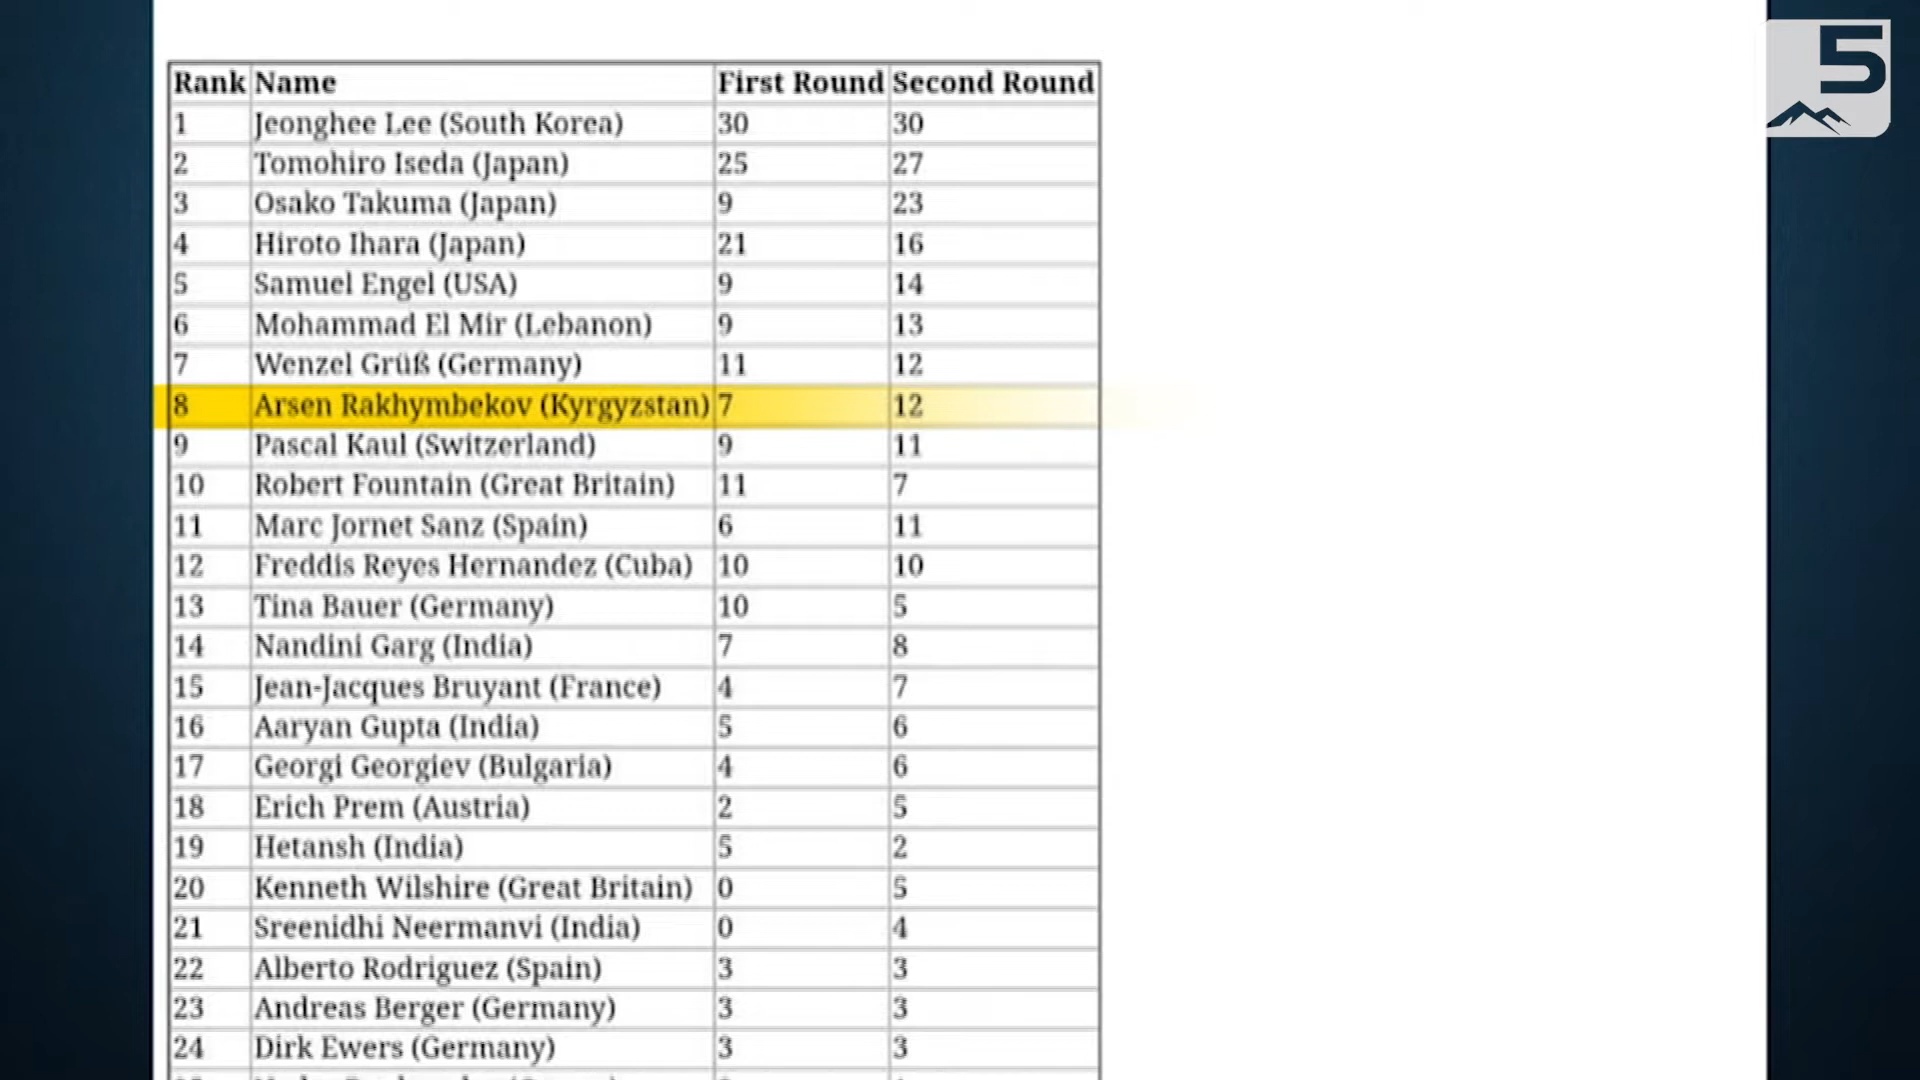 5
Rank Name First Round Second Round
1 Jeonghee Lee (South Korea) 30 30
2 Tomohiro Iseda (Japan) 25 27
3 Osako Takuma (Japan) 9 23
4 Hiroto Ihara (Japan) 21 16
5 Samuel Engel (USA) 9 14
6 Mohammad El Mir (Lebanon) 9 13
7 Wenzel Grüß (Germany) 11 12
8 Arsen Rakhymbekov (Kyrgyzstan) 7 12
9 Pascal Kaul (Switzerland) 9 11
10 Robert Fountain (Great Britain) 11 7
11 Marc Jornet Sanz (Spain) 6 11
12 Freddis Reyes Hernandez (Cuba) 10 10
13 Tina Bauer (Germany) 10 5
14 Nandini Garg (India) 7 8
15 Jean-Jacques Bruyant (France) 4 7
16 Aaryan Gupta (India) 5 6
17 Georgi Georgiev (Bulgaria) 4 6
18 Erich Prem (Austria) 2 5
19 Hetansh (India) 5 2
20 Kenneth Wilshire (Great Britain) 0 5
21 Sreenidhi Neermanvi (India) 0 4
22 Alberto Rodriguez (Spain) 3 3
23 Andreas Berger (Germany) 3 3
24 Dirk Ewers (Germany) 3 3